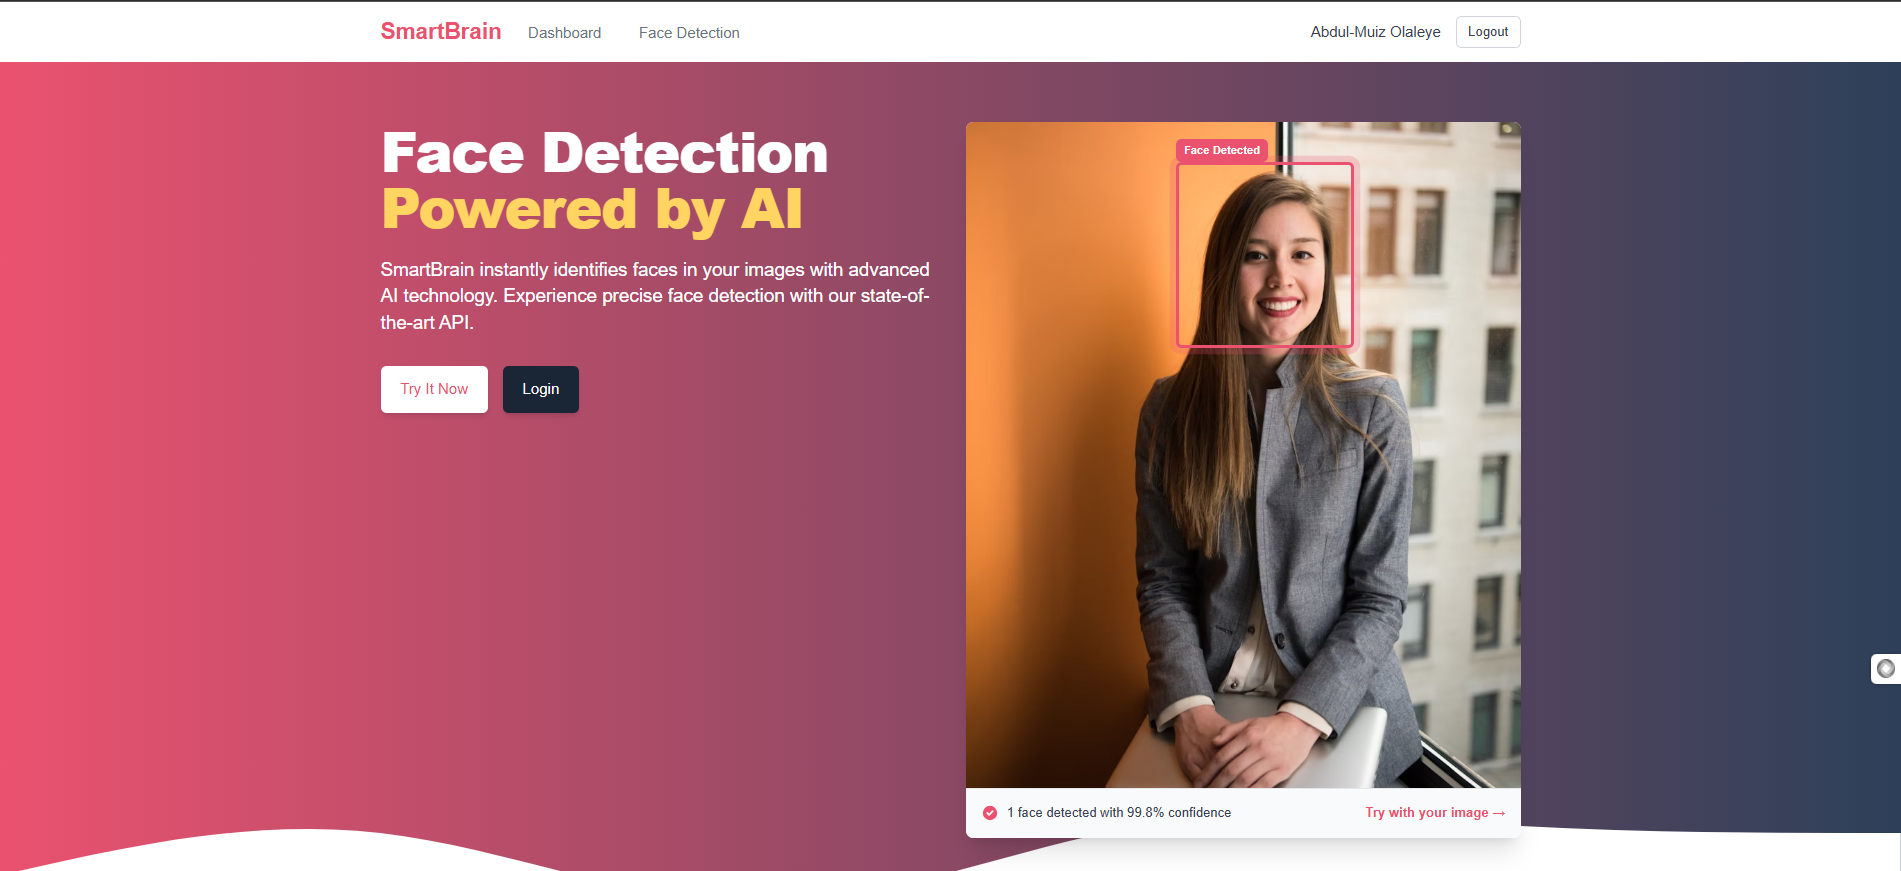 SmartBrain
Dashboard
Face Detection
Abdul-Muiz Olaleye
Logout
Face Detection
Powered by AI
SmartBrain instantly identifies faces in your images with advanced
AI technology. Experience precise face detection with our state-of-
the-art API.
Try It Now
Login
Face Detected
1 face detected with 99.8% confidence
Try with your image →